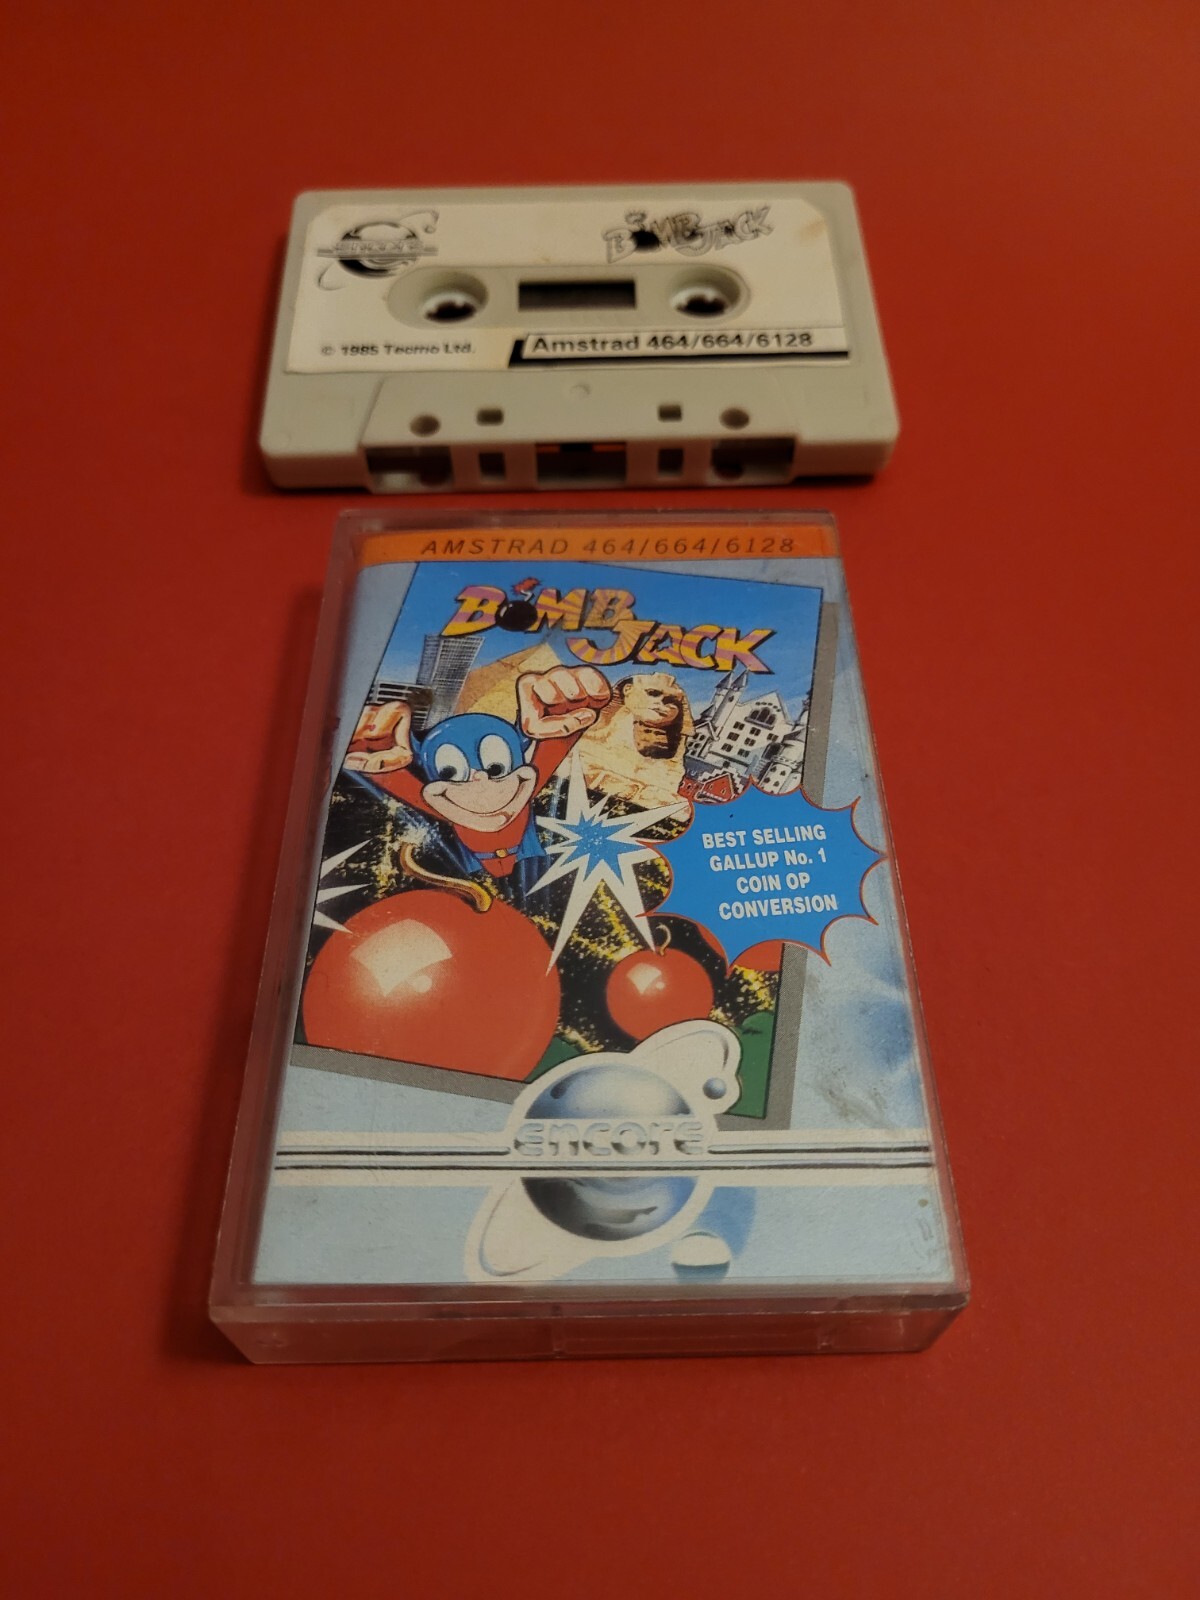 encore
BOMB JACK
© 1985 Tecmo Ltd.
Amstrad 464/664/6128
AMSTRAD 464/664/6128
BOMB
JACK
BEST SELLING
GALLUP No. 1
COIN OP
CONVERSION
encore